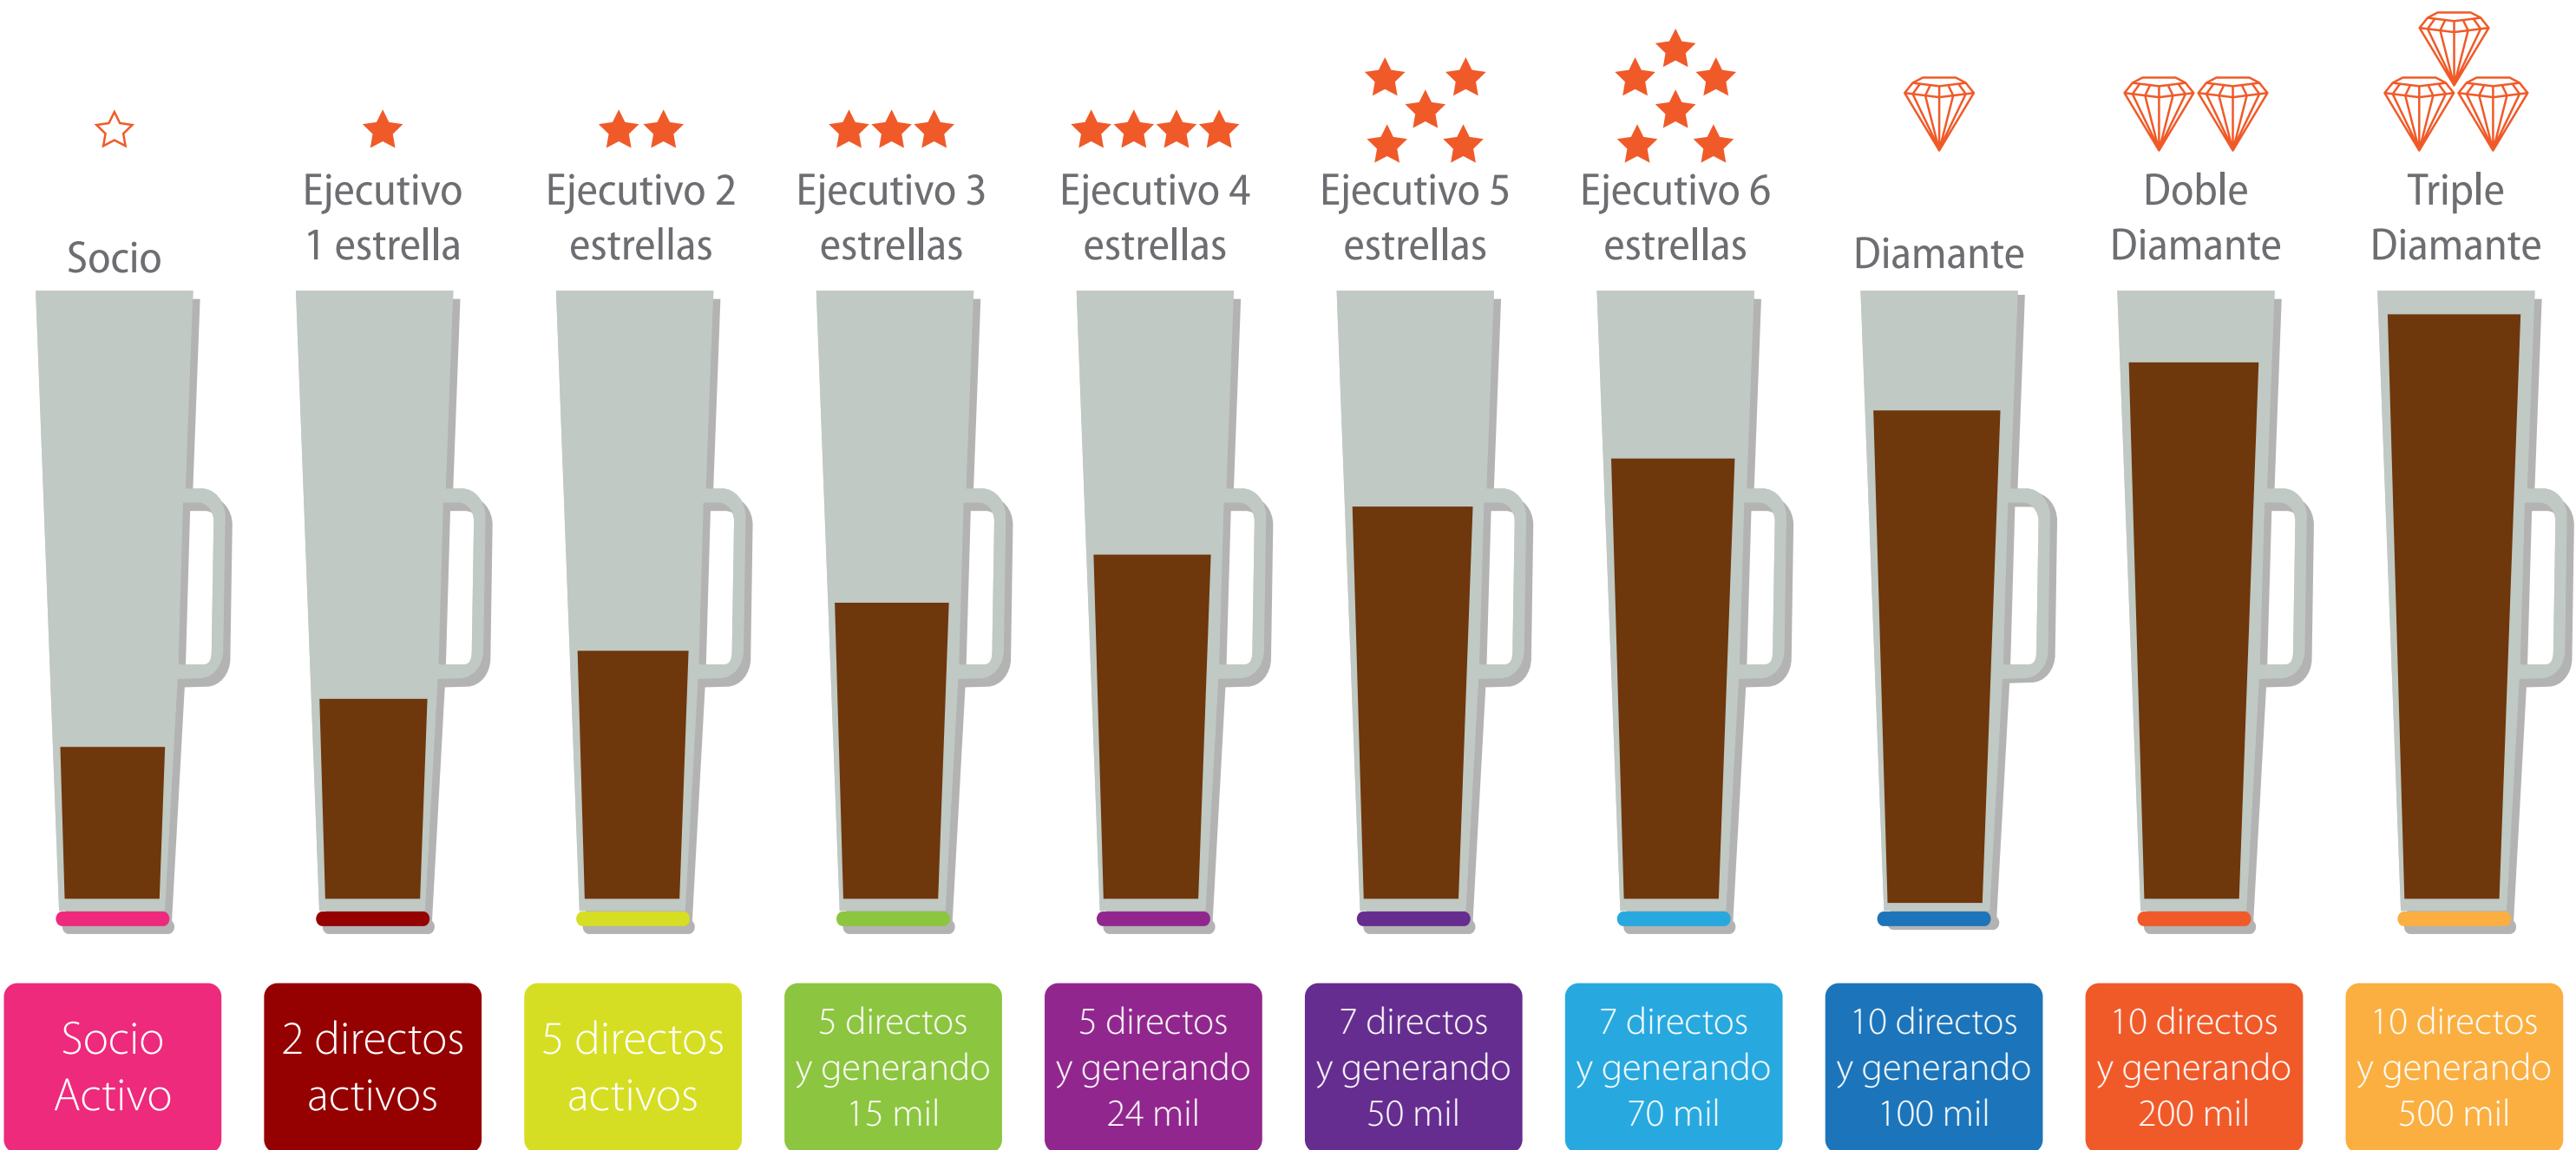 Socio
Ejecutivo
1 estrella
Ejecutivo 2
estrellas
Ejecutivo 3
estrellas
Ejecutivo 4
estrellas
Ejecutivo 5
estrellas
Ejecutivo 6
estrellas
Diamante
Doble
Diamante
Triple
Diamante
Socio
Activo
2 directos
activos
5 directos
activos
5 directos
y generando
15 mil
5 directos
y generando
24 mil
7 directos
y generando
50 mil
7 directos
y generando
70 mil
10 directos
y generando
100 mil
10 directos
y generando
200 mil
10 directos
y generando
500 mil